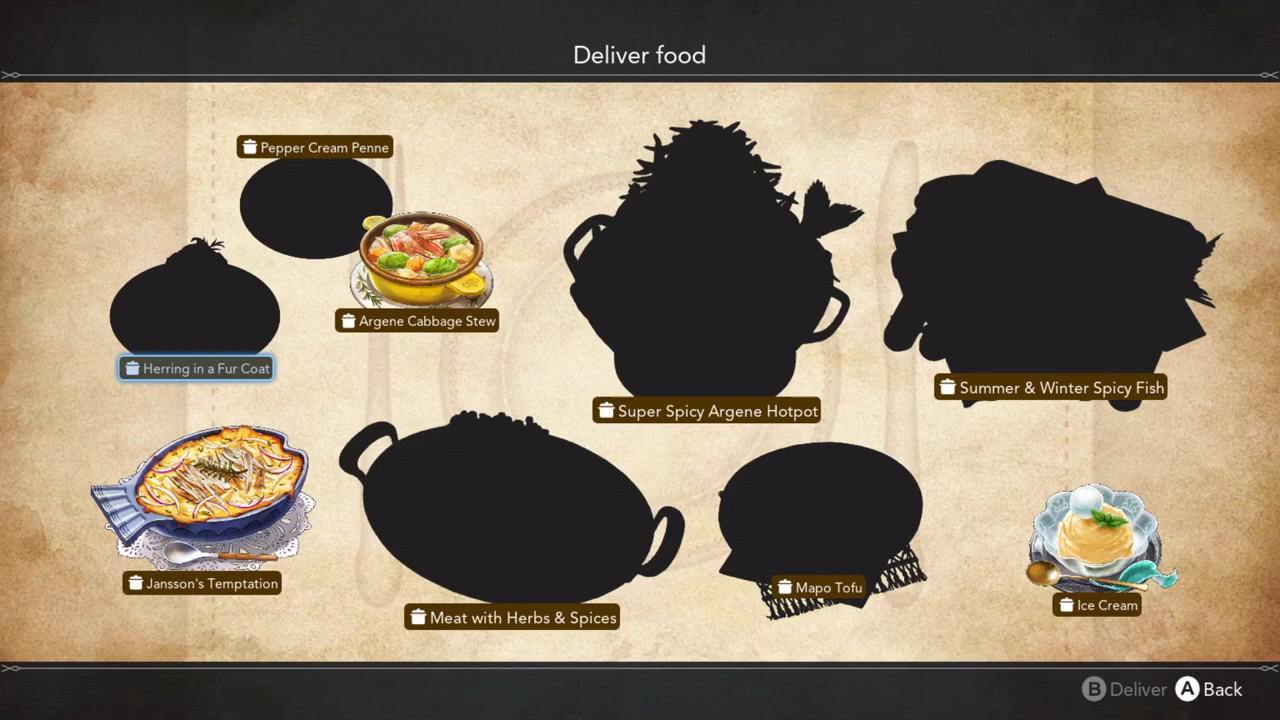 Deliver food
Pepper Cream Penne
Argene Cabbage Stew
Herring in a Fur Coat
Super Spicy Argene Hotpot
Summer & Winter Spicy Fish
Jansson's Temptation
Meat with Herbs & Spices
Mapo Tofu
Ice Cream
B Deliver A Back